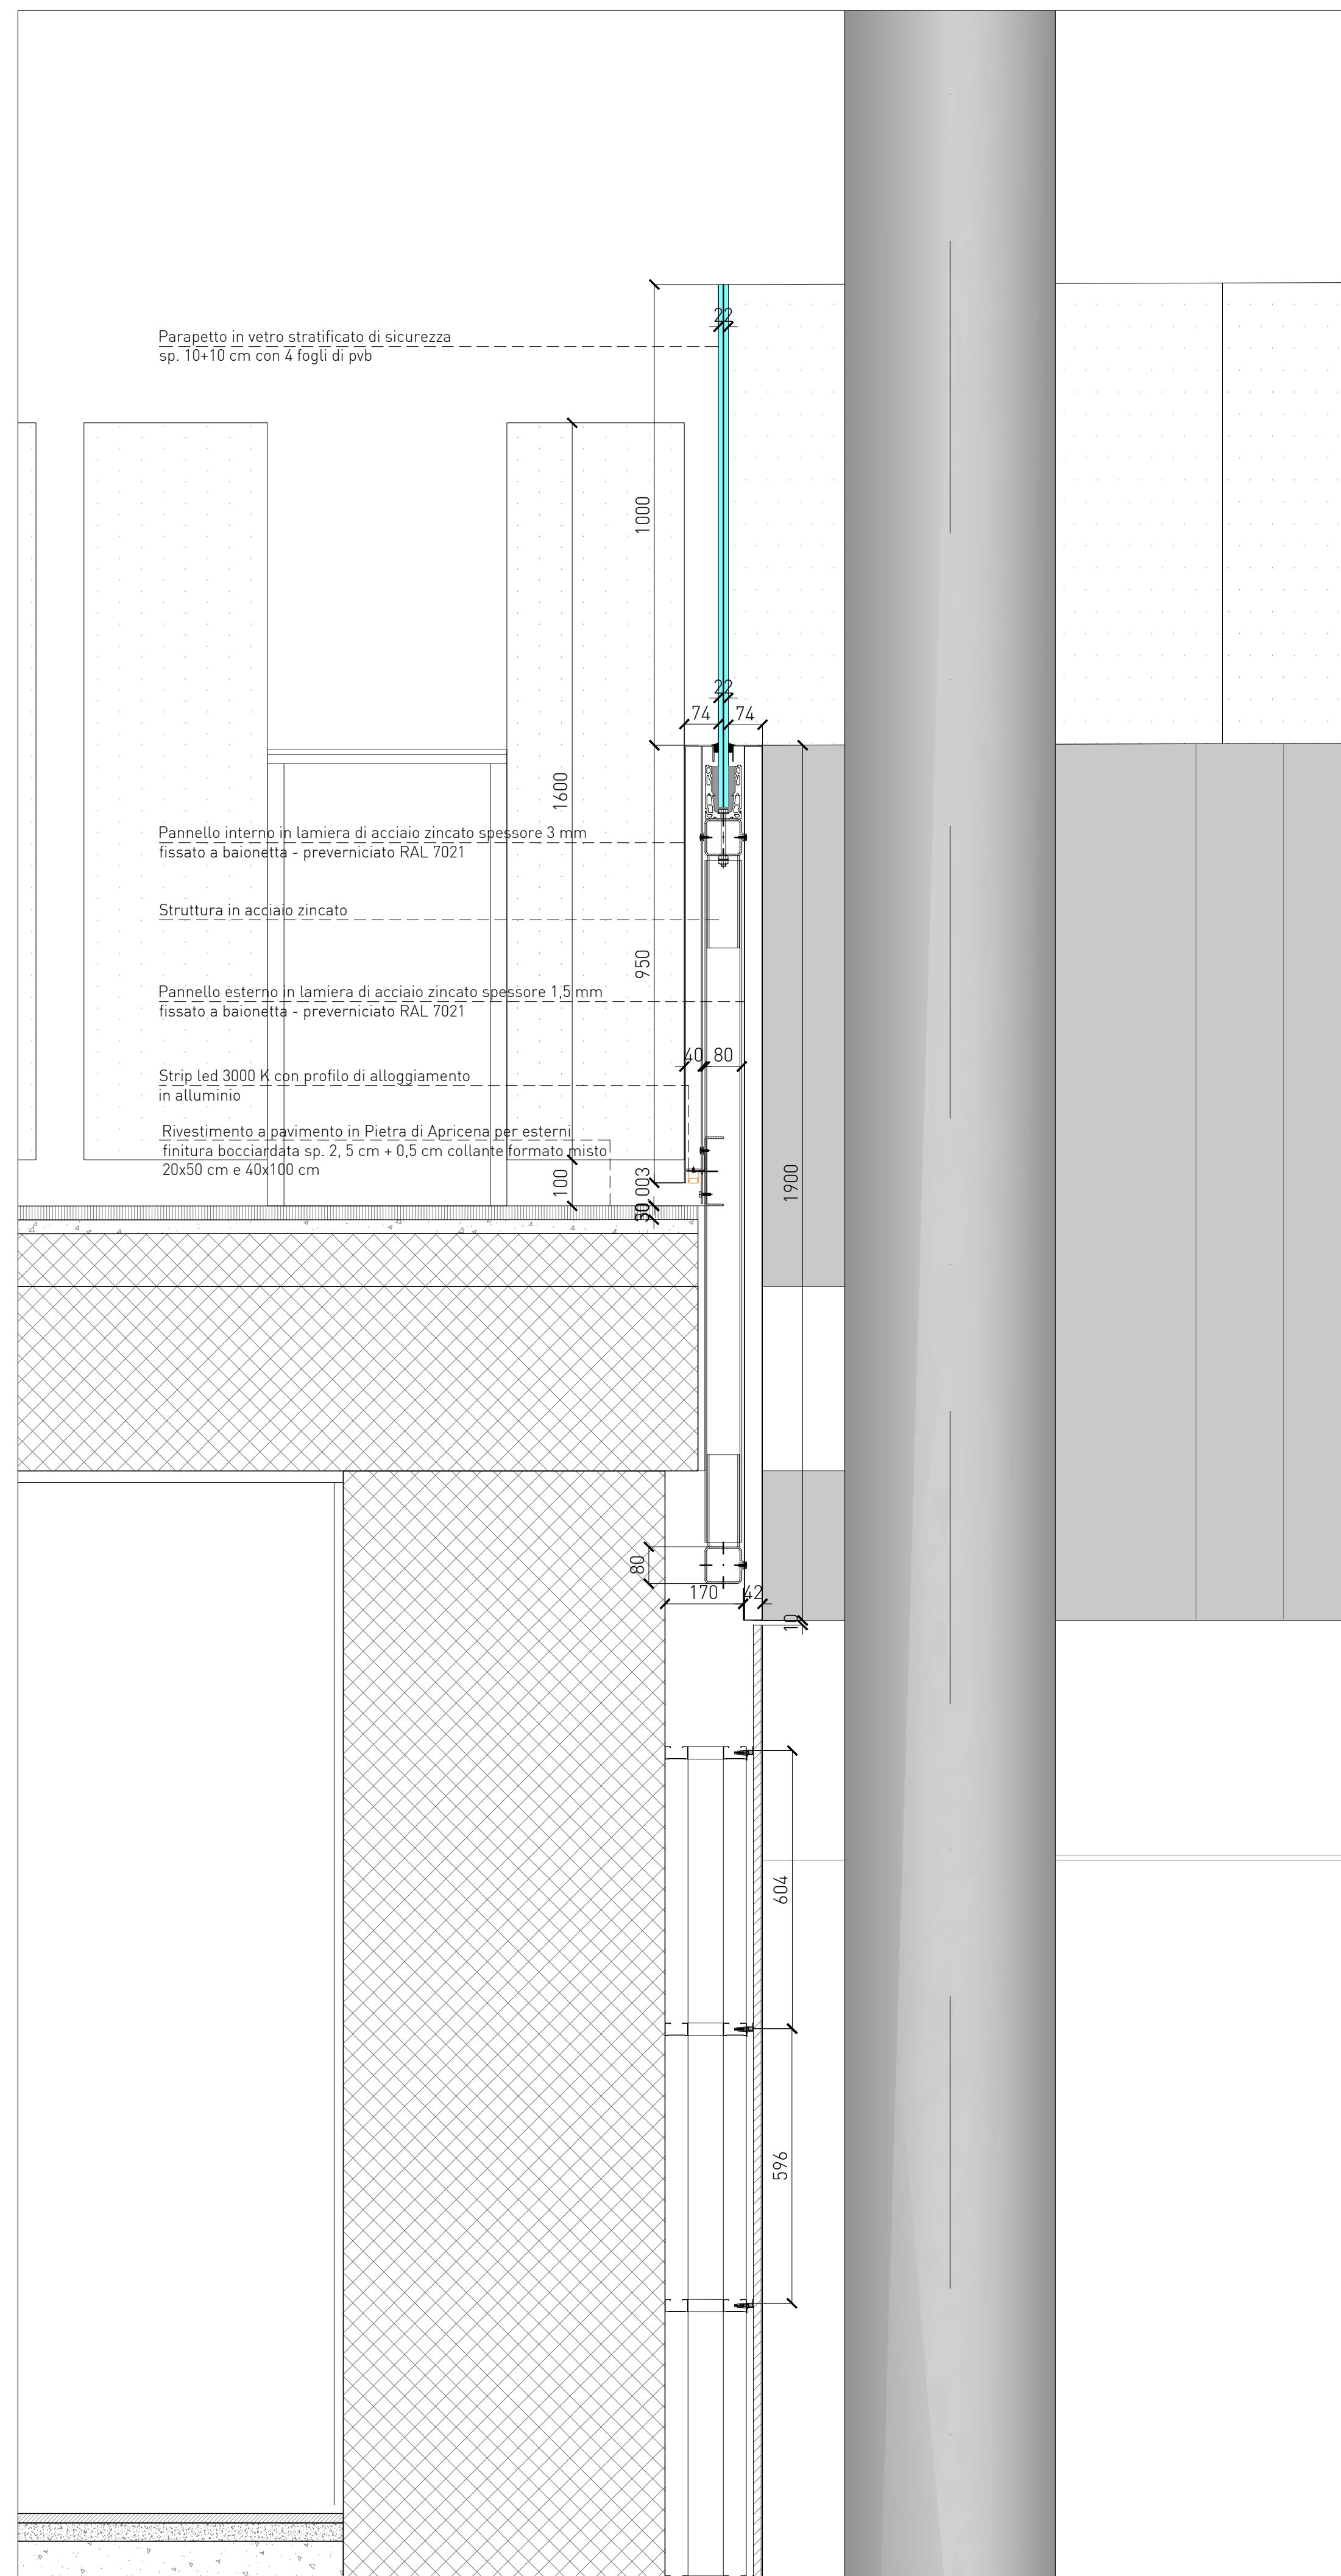 22
Parapetto in vetro stratificato di sicurezza
sp. 10+10 cm con 4 fogli di pvb
1000
22
74
74
1600
Pannello interno in lamiera di acciaio zincato spessore 3 mm
fissato a baionetta - preverniciato RAL 7021
Struttura in acciaio zincato
950
Pannello esterno in lamiera di acciaio zincato spessore 1,5 mm
fissato a baionetta - preverniciato RAL 7021
40
80
Strip led 3000 K con profilo di alloggiamento
in alluminio
Rivestimento a pavimento in Pietra di Apricena per esterni
finitura bocciardata sp. 2, 5 cm + 0,5 cm collante formato misto
20x50 cm e 40x100 cm
100
1900
80
170
42
10
604
596